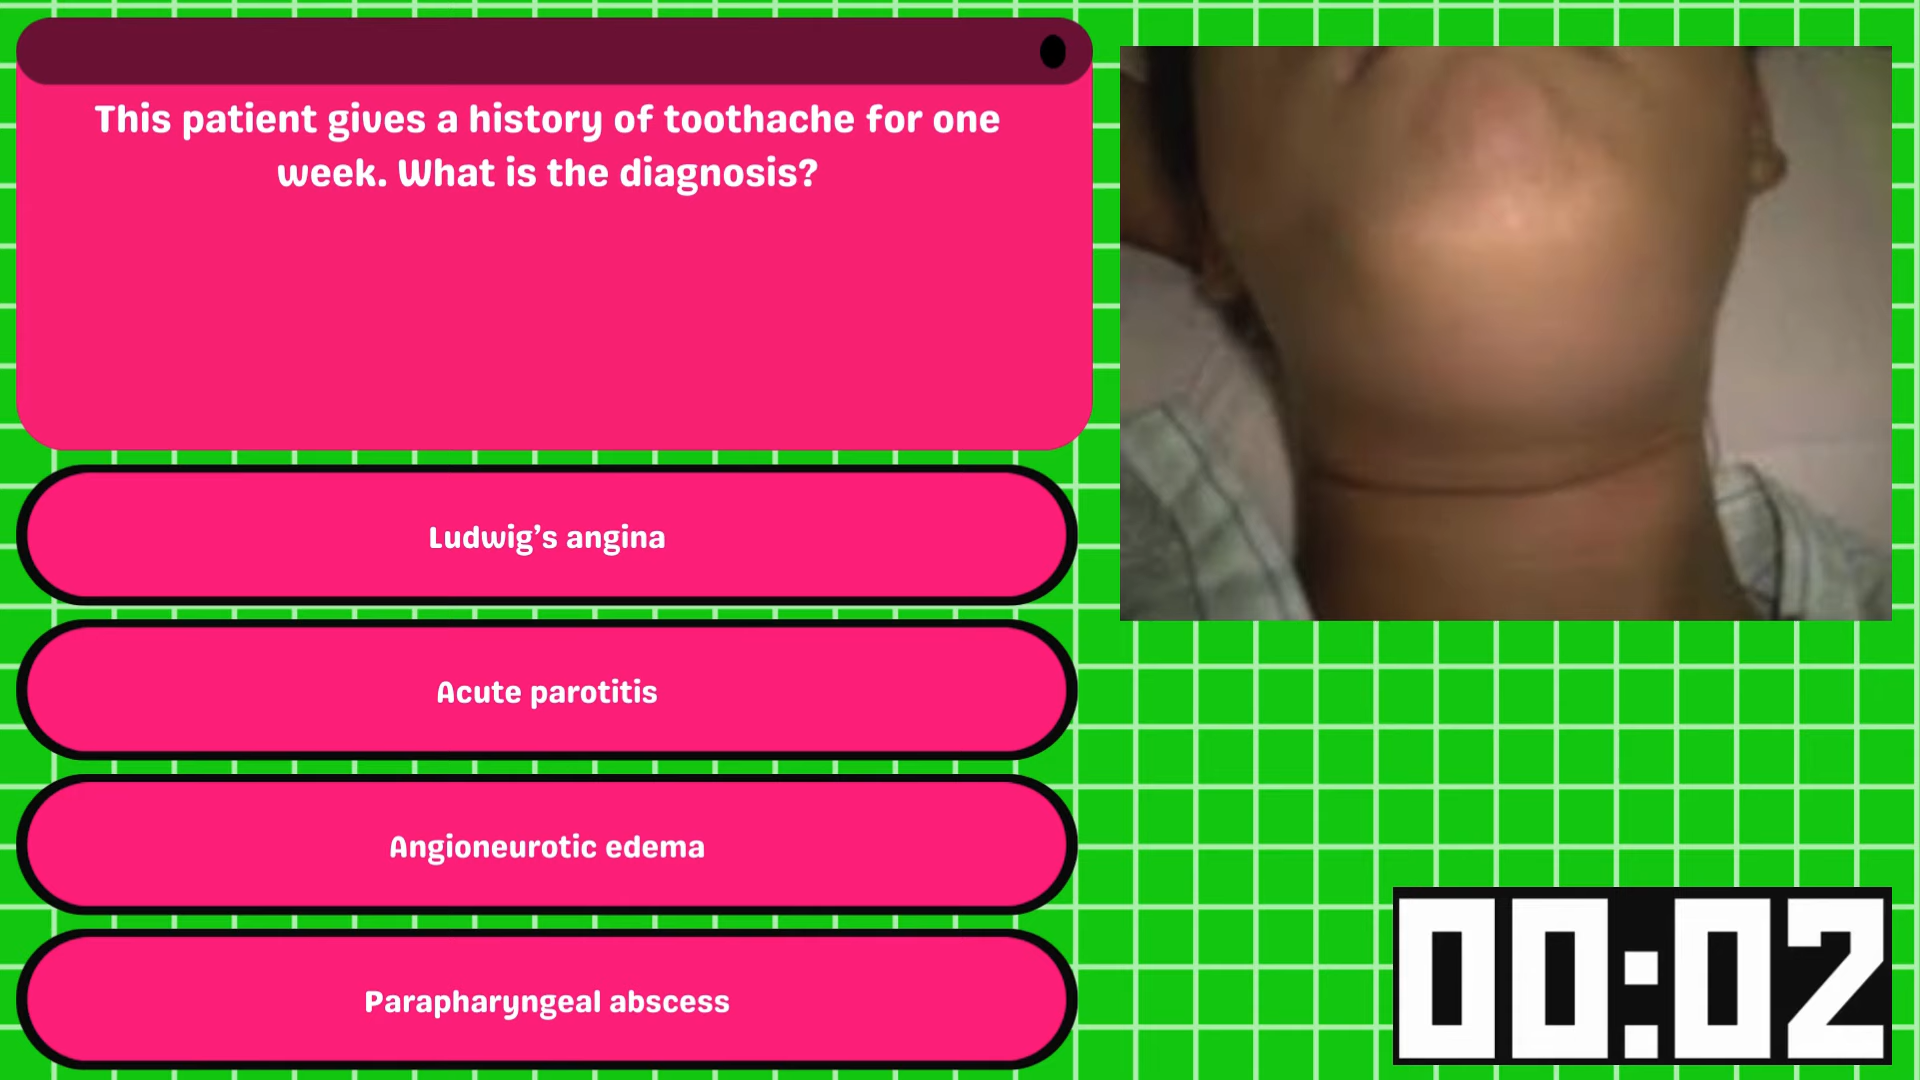 This patient gives a history of toothache for one
week. What is the diagnosis?
Ludwig’s angina
Acute parotitis
Angioneurotic edema
Parapharyngeal abscess
00:02